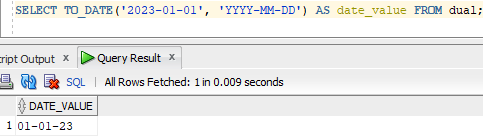 SELECT TO_DATE('2023-01-01', 'YYYY-MM-DD') AS date_value FROM dual;
cript Output × Query Result ×
SQL | All Rows Fetched: 1 in 0.009 seconds
DATE_VALUE
1 01-01-23